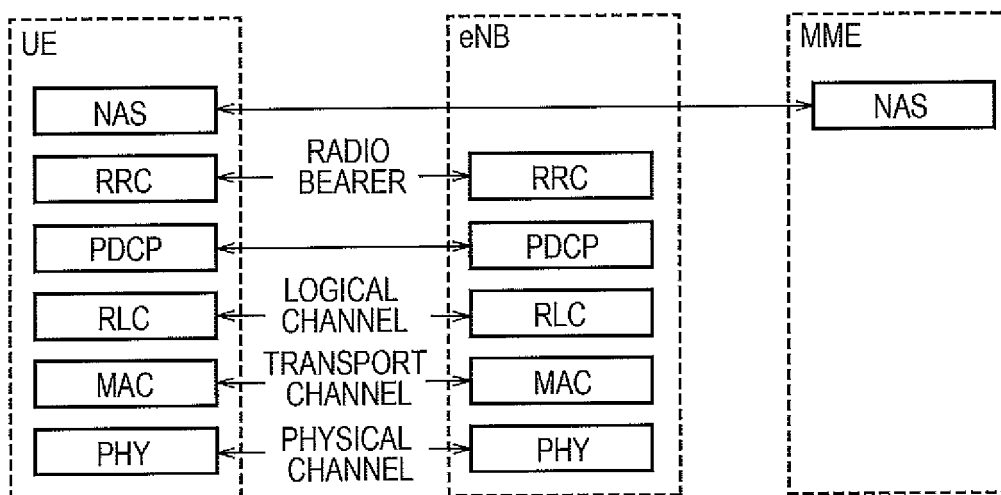 UE
eNB
MME
NAS
NAS
RADIO
BEARER
RRC
RRC
PDCP
PDCP
LOGICAL
CHANNEL
RLC
RLC
TRANSPORT
CHANNEL
MAC
MAC
PHYSICAL
CHANNEL
PHY
PHY